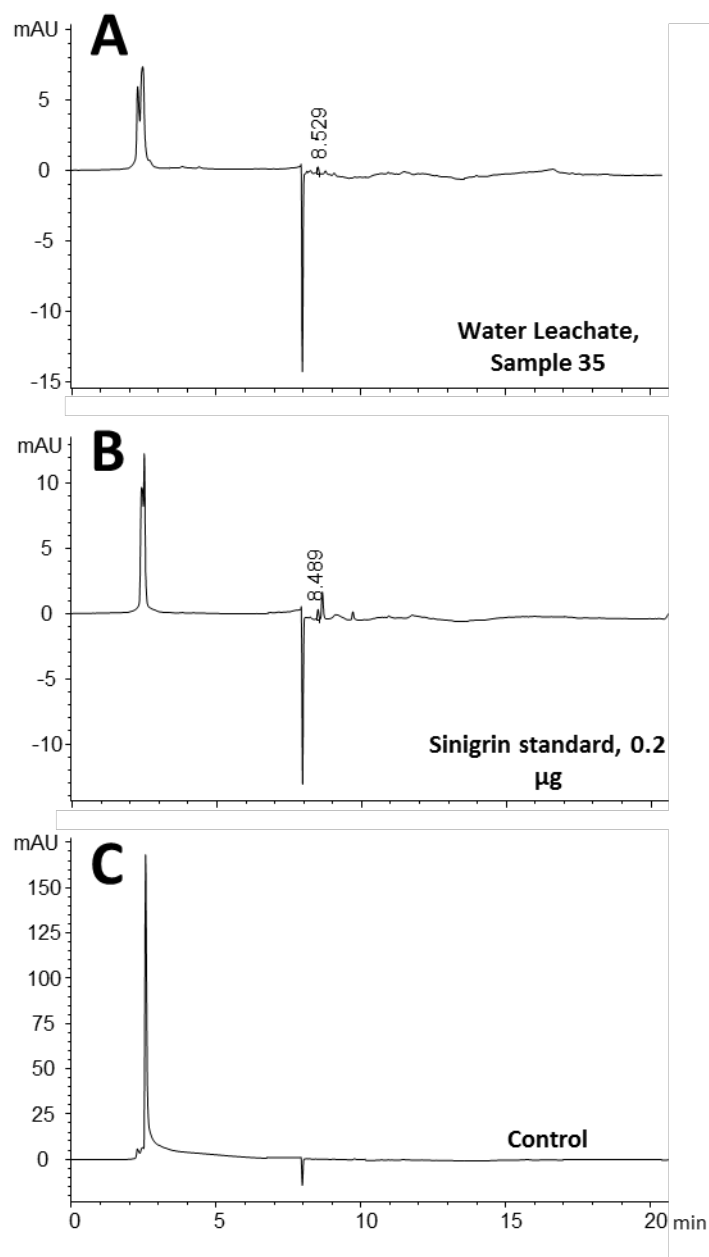 mAU
A
5
0
-5
-10
-15
8.529
Water Leachate,
Sample 35
mAU
B
10
5
0
-5
-10
8.489
Sinigrin standard, 0.2
µg
mAU
C
150
125
100
75
50
25
0
Control
0 5 10 15 20 min